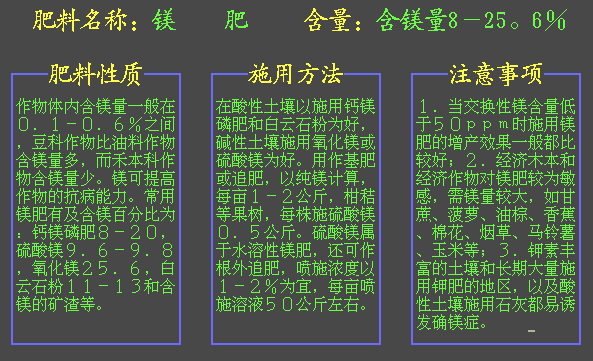 肥料名称：镁　　肥　　含量：含镁量8－25。6％
肥料性质
作物体内含镁量一般在
0．1－0．6％之间
，豆科作物比油料作物
含镁量多，而禾本科作
物含镁量少。镁可提高
作物的抗病能力。常用
镁肥有及含镁百分比为
：钙镁磷肥8－20，
硫酸镁9．6－9．8
，氧化镁25．6，白
云石粉11－13和含
镁的矿渣等。
施用方法
在酸性土壤以施用钙镁
磷肥和白云石粉为好，
碱性土壤施用氧化镁或
硫酸镁为好。用作基肥
或追肥，以纯镁计算，
每亩1－2公斤，柑秸
等果树，每株施硫酸镁
0．5公斤。硫酸镁属
于水溶性镁肥，还可作
根外追肥，喷施浓度以
1－2％为宜，每亩喷
施溶液50公斤左右。
注意事项
1．当交换性镁含量低
于50ppm时施用镁
肥的增产效果一般都比
较好；2．经济木本和
经济作物对镁肥较为敏
感，需镁量较大，如甘
蔗、菠萝、油棕、香蕉
、棉花、烟草、马铃薯
、玉米等；3．钾素丰
富的土壤和长期大量施
用钾肥的地区，以及酸
性土壤施用石灰都易诱
发确镁症。